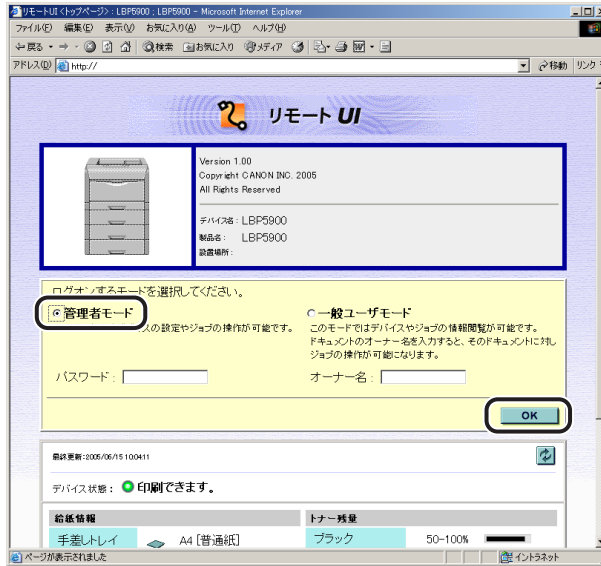 リモートUI <トップページ> : LBP5900 ; LBP5900 - Microsoft Internet Explorer
ファイル(F) 編集(E) 表示(V) お気に入り(A) ツール(T) ヘルプ(H)
戻る 検索 お気に入り メディア
アドレス(D) http:// 移動 リンク
リモート UI
Version 1.00
Copyright CANON INC. 2005
All Rights Reserved
デバイス名 : LBP5900
製品名 : LBP5900
設置場所 :
ログオンするモードを選択してください。
管理者モード
スの設定やジョブの操作が可能です。
パスワード :
一般ユーザモード
このモードではデバイスやジョブの情報閲覧が可能です。
ドキュメントのオーナー名を入力すると、そのドキュメントに対し
ジョブの操作が可能になります。
オーナー名 :
OK
最終更新 : 2005/06/15 10:04:11
デバイス状態 : 印刷できます。
給紙情報
手差しトレイ A4 [普通紙]
トナー残量
ブラック 50-100%
ページが表示されました イントラネット